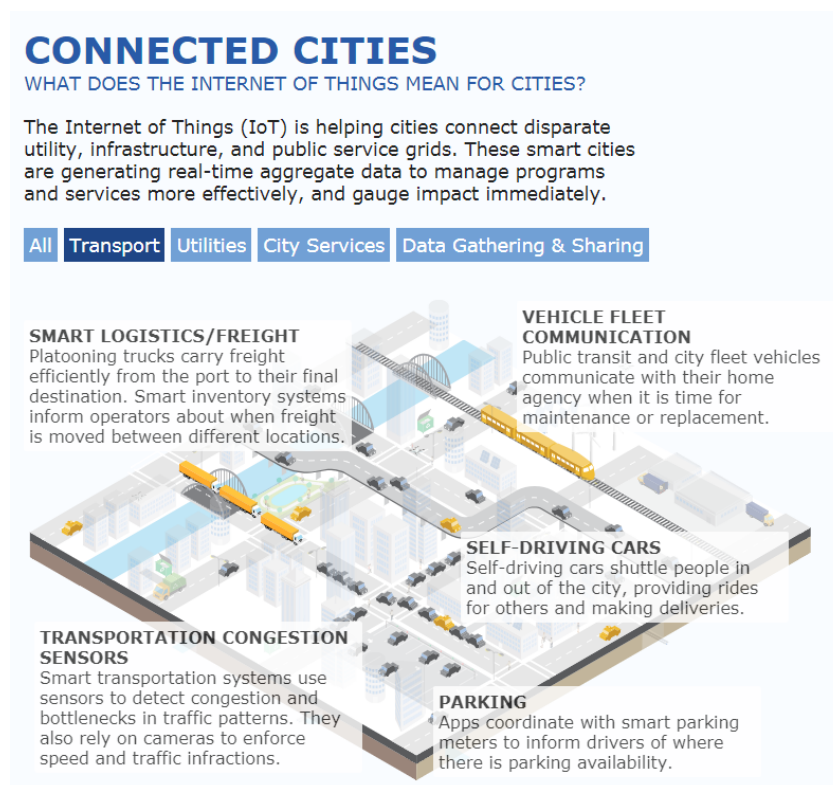 CONNECTED CITIES
WHAT DOES THE INTERNET OF THINGS MEAN FOR CITIES?
The Internet of Things (IoT) is helping cities connect disparate
utility, infrastructure, and public service grids. These smart cities
are generating real-time aggregate data to manage programs
and services more effectively, and gauge impact immediately.
All Transport Utilities City Services Data Gathering & Sharing
SMART LOGISTICS/FREIGHT
Platooning trucks carry freight
efficiently from the port to their final
destination. Smart inventory systems
inform operators about when freight
is moved between different locations.
VEHICLE FLEET
COMMUNICATION
Public transit and city fleet vehicles
communicate with their home
agency when it is time for
maintenance or replacement.
SELF-DRIVING CARS
Self-driving cars shuttle people in
and out of the city, providing rides
for others and making deliveries.
TRANSPORTATION CONGESTION
SENSORS
Smart transportation systems use
sensors to detect congestion and
bottlenecks in traffic patterns. They
also rely on cameras to enforce
speed and traffic infractions.
PARKING
Apps coordinate with smart parking
meters to inform drivers of where
there is parking availability.